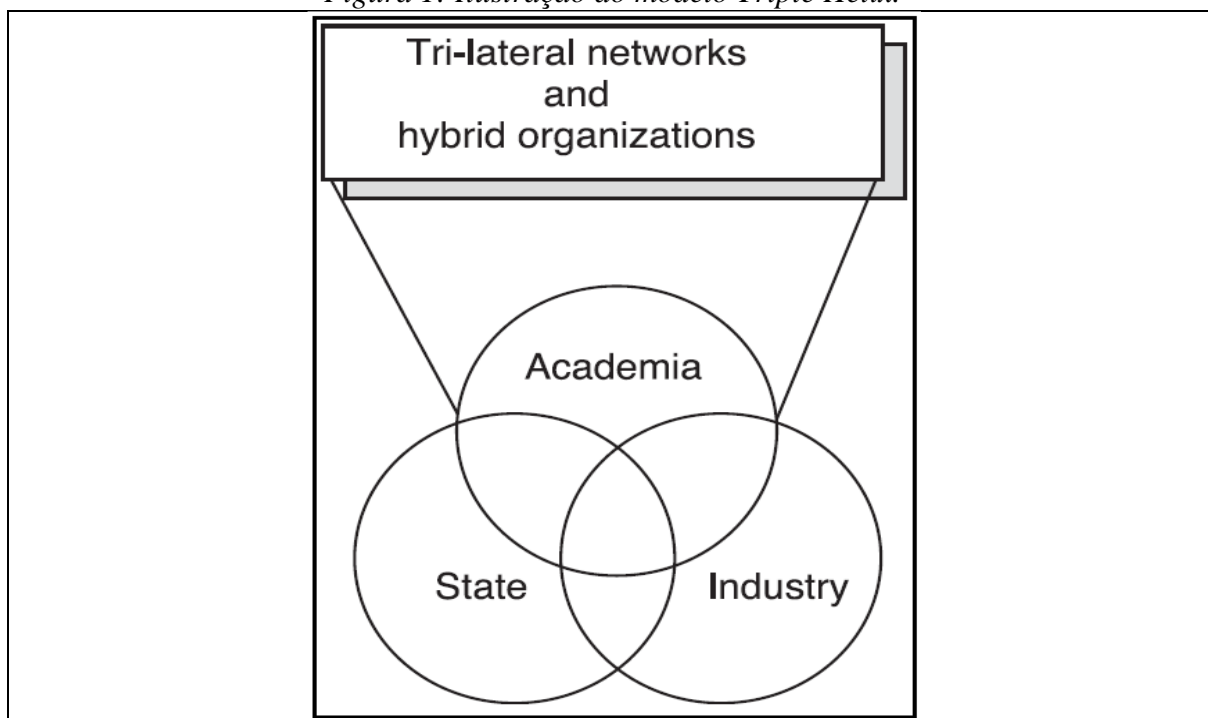 Figura 1: Ilustração do modelo Triple Helix.
Tri-lateral networks
and
hybrid organizations
Academia
State
Industry